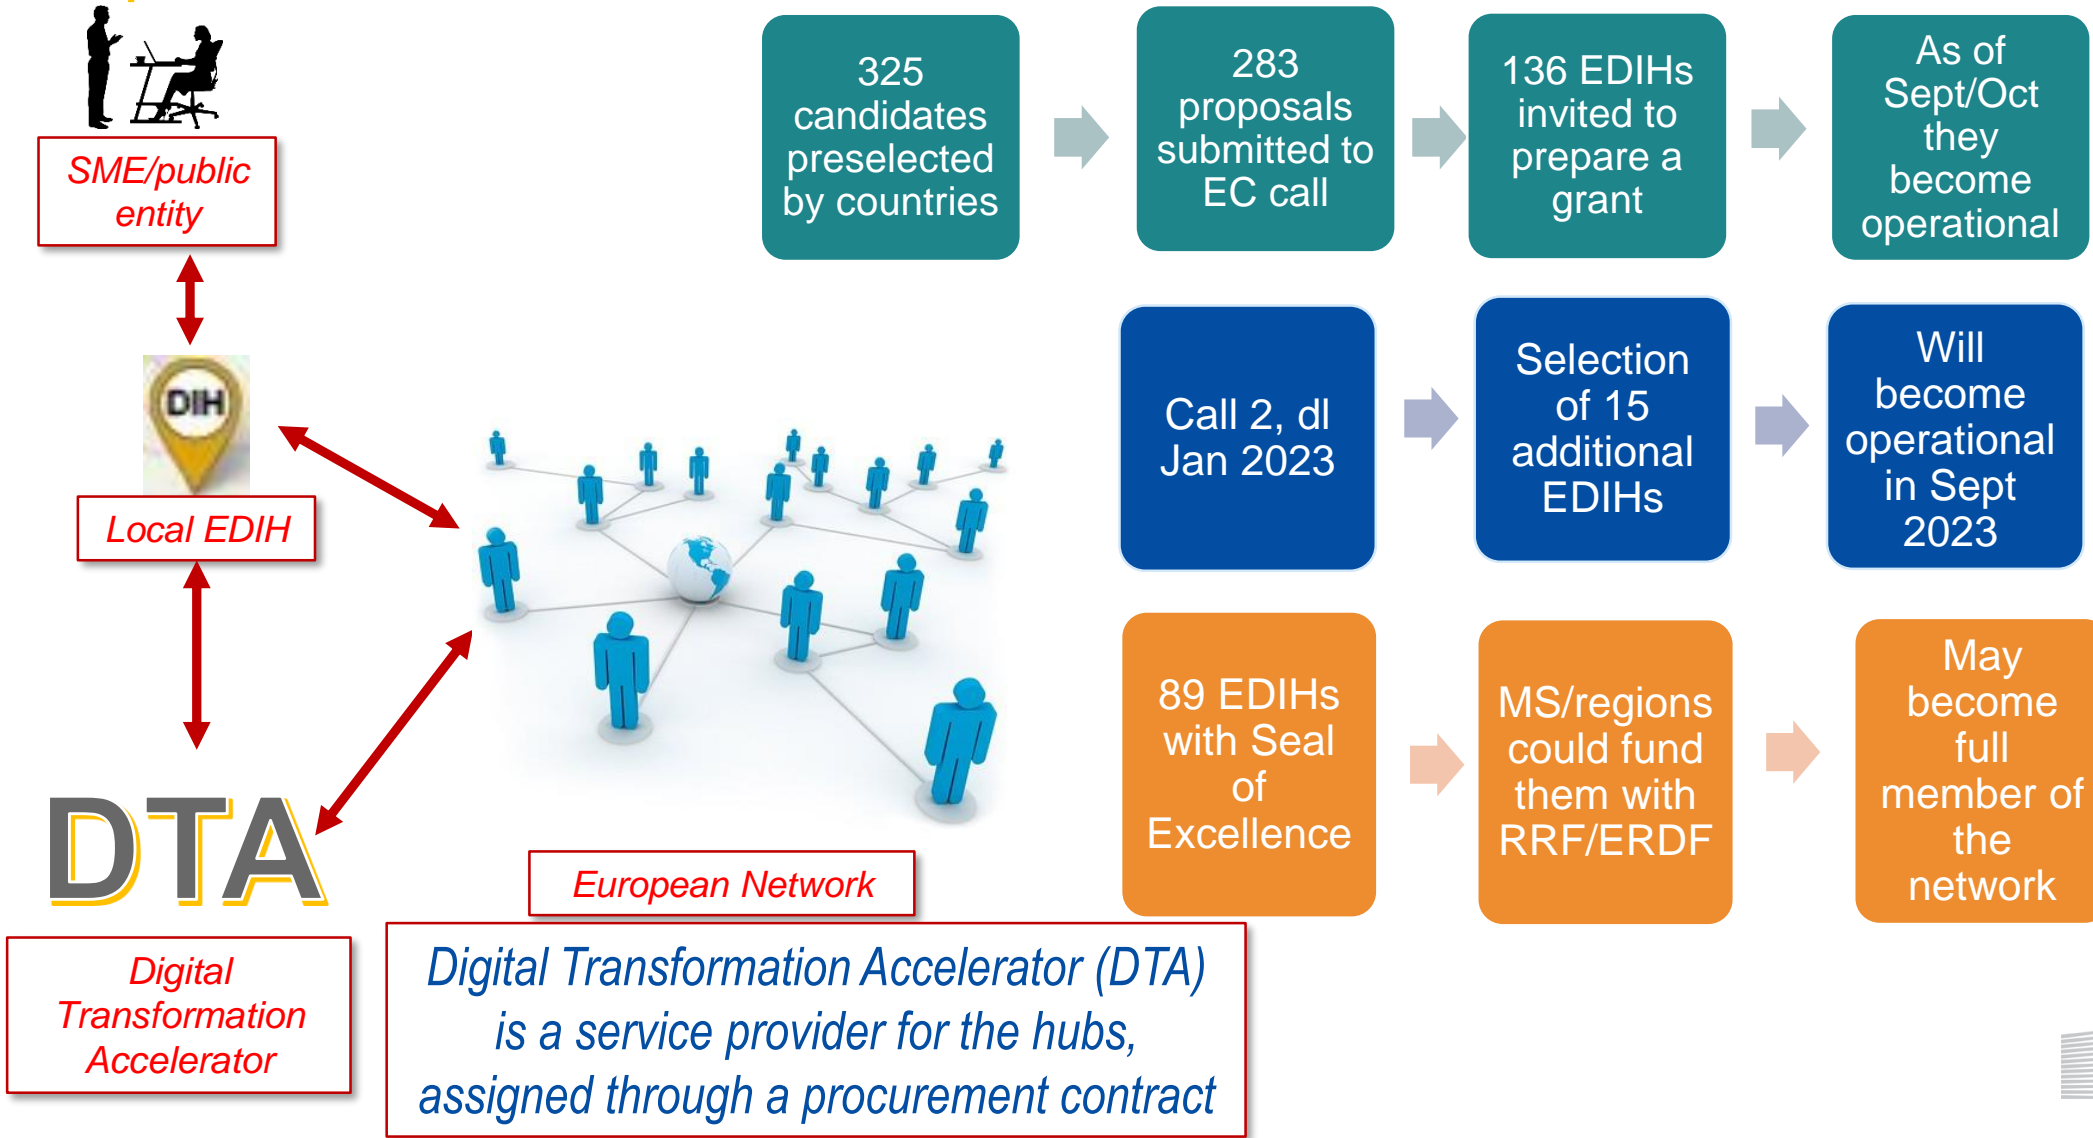 SME/public
entity
DIH
Local EDIH
DTA
Digital
Transformation
Accelerator
European Network
Digital Transformation Accelerator (DTA)
is a service provider for the hubs,
assigned through a procurement contract
325
candidates
preselected
by countries
283
proposals
submitted to
EC call
136 EDIHs
invited to
prepare a
grant
As of
Sept/Oct
they
become
operational
Call 2, dl
Jan 2023
Selection
of 15
additional
EDIHs
Will
become
operational
in Sept
2023
89 EDIHs
with Seal
of
Excellence
MS/regions
could fund
them with
RRF/ERDF
May
become
full
member of
the
network